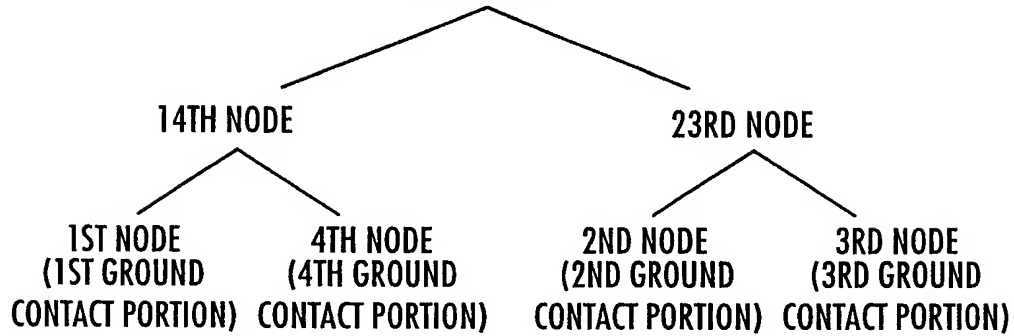 14TH NODE
23RD NODE
1ST NODE
(1ST GROUND
CONTACT PORTION)
4TH NODE
(4TH GROUND
CONTACT PORTION)
2ND NODE
(2ND GROUND
CONTACT PORTION)
3RD NODE
(3RD GROUND
CONTACT PORTION)